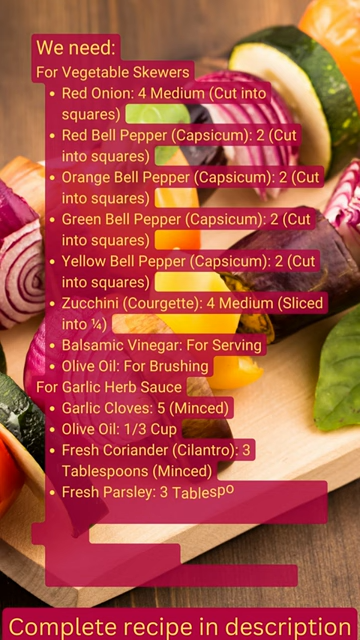 We need:
For Vegetable Skewers
• Red Onion: 4 Medium (Cut into
squares)
• Red Bell Pepper (Capsicum): 2 (Cut
into squares)
• Orange Bell Pepper (Capsicum): 2 (Cut
into squares)
• Green Bell Pepper (Capsicum): 2 (Cut
into squares)
• Yellow Bell Pepper (Capsicum): 2 (Cut
into squares)
• Zucchini (Courgette): 4 Medium (Sliced
into ¼)
• Balsamic Vinegar: For Serving
• Olive Oil: For Brushing
For Garlic Herb Sauce
• Garlic Cloves: 5 (Minced)
• Olive Oil: 1/3 Cup
• Fresh Coriander (Cilantro): 3
Tablespoons (Minced)
• Fresh Parsley: 3 Tablespo
Complete recipe in description